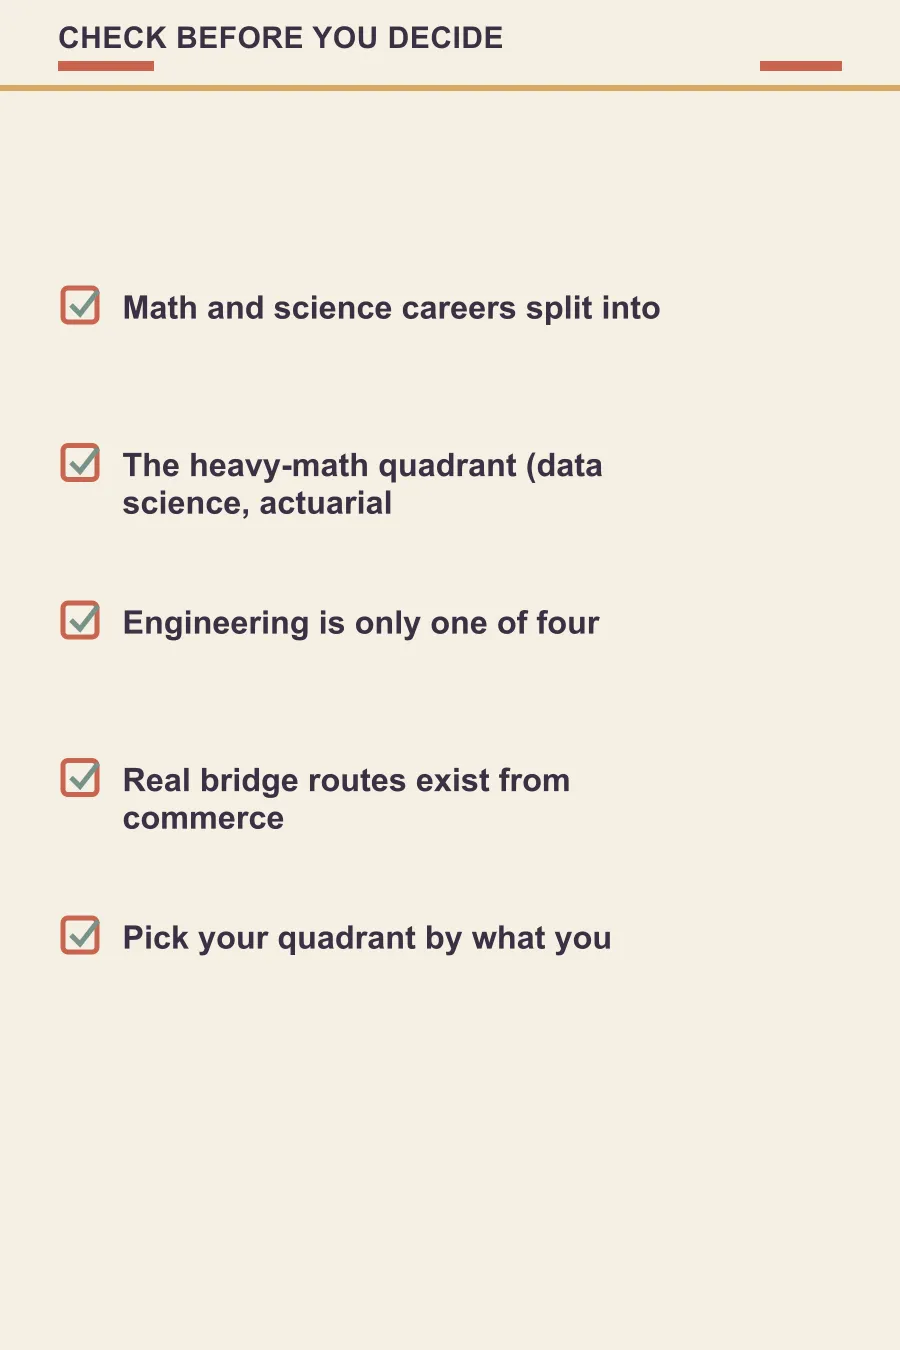 CHECK BEFORE YOU DECIDE
Math and science careers split into
The heavy-math quadrant (data
science, actuarial
Engineering is only one of four
Real bridge routes exist from
commerce
Pick your quadrant by what you